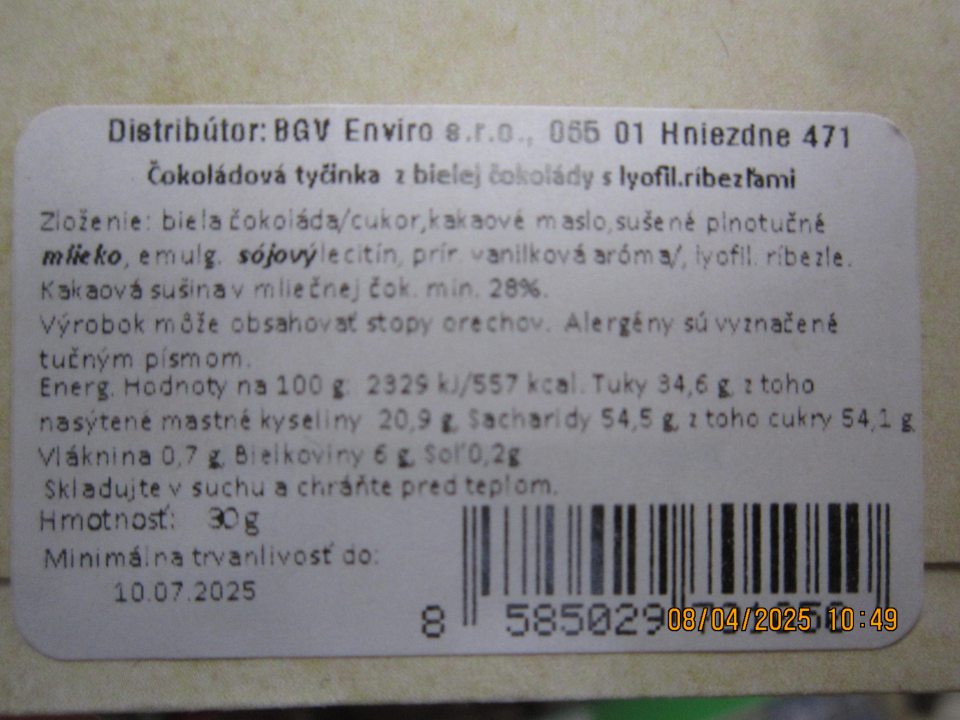 Distribútor: BGV Enviro s.r.o., 065 01 Hniezdne 471
Čokoládová tyčinka z bielej čokolády s lyofil.ríbezľami
Zloženie: biela čokoláda/cukor,kakaové maslo,sušené plnotučné
mlieko, emulg. sójový lecitín, prír. vanilková aróma/, lyofil. ríbezle.
Kakaová sušina v mliečnej čok. min. 28%.
Výrobok môže obsahovať stopy orechov. Alergény sú vyznačené
tučným písmom.
Energ. Hodnoty na 100 g. 2329 kJ/557 kcal. Tuky 34,6 g, z toho
nasýtené mastné kyseliny 20,9 g, Sacharidy 54,5 g, z toho cukry 54,1 g,
Vláknina 0,7 g, Bielkoviny 6 g, Soľ 0,2g
Skladujte v suchu a chráňte pred teplom.
Hmotnosť: 30 g
Minimálna trvanlivosť do:
10.07.2025
8 585029
08/04/2025 10:49